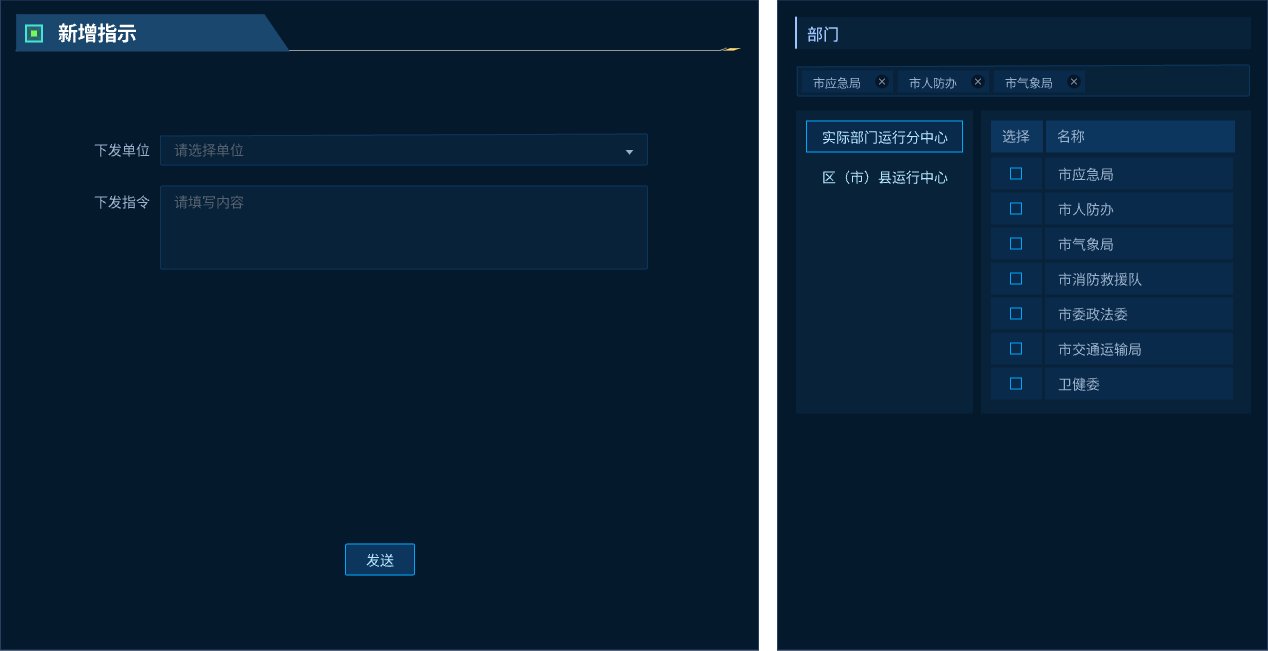 新增指示
下发单位 请选择单位
下发指令 请填写内容
发送
部门
市应急局 市人防办 市气象局
实际部门运行分中心
区（市）县运行中心
选择 名称
市应急局
市人防办
市气象局
市消防救援队
市委政法委
市交通运输局
卫健委